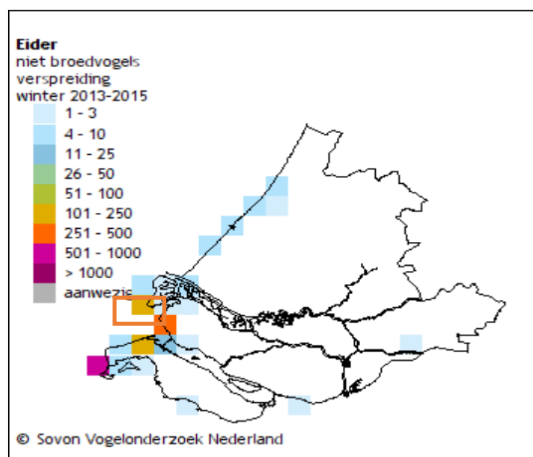 Eider
niet broedvogels
verspreiding
winter 2013-2015
1 - 3
4 - 10
11 - 25
26 - 50
51 - 100
101 - 250
251 - 500
501 - 1000
> 1000
aanwezig
© Sovon Vogelonderzoek Nederland